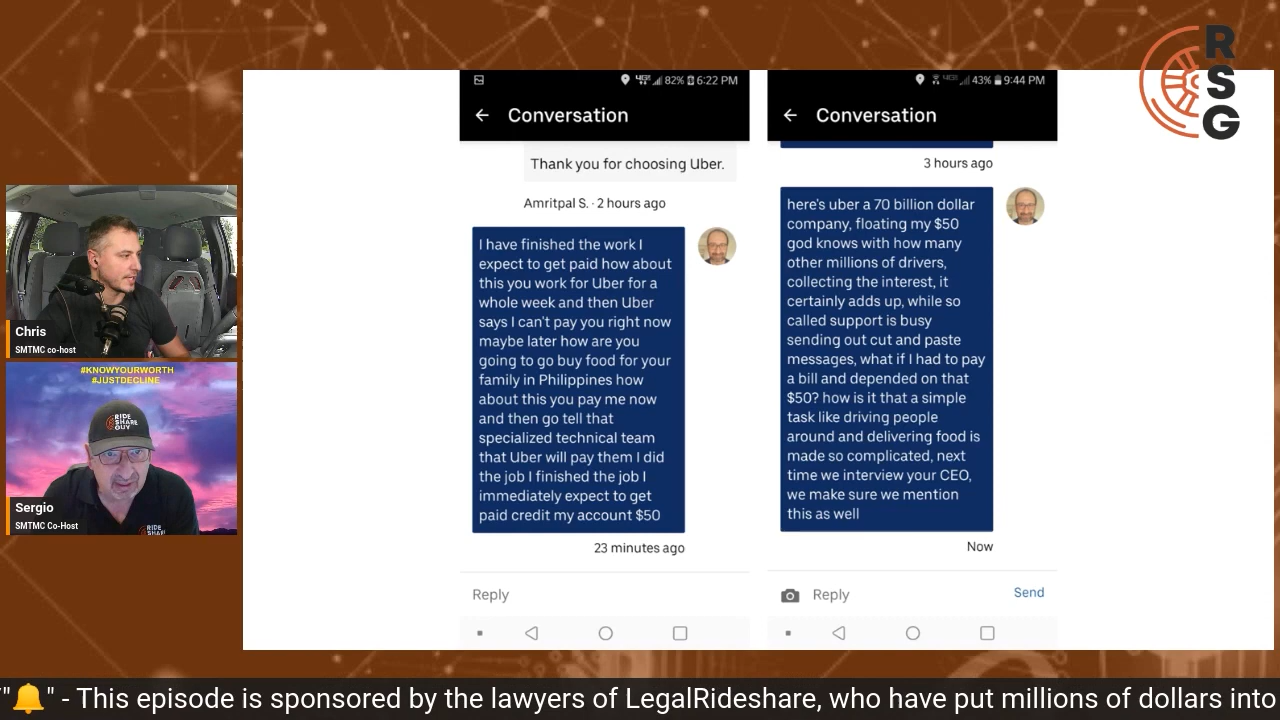 R
S
G
82% 6:22 PM
Conversation
Thank you for choosing Uber.
Amritpal S. · 2 hours ago
I have finished the work I
expect to get paid how about
this you work for Uber for a
whole week and then Uber
says I can't pay you right now
maybe later how are you
going to go buy food for your
family in Philippines how
about this you pay me now
and then go tell that
specialized technical team
that Uber will pay them I did
the job I finished the job I
immediately expect to get
paid credit my account $50
23 minutes ago
Reply
43% 9:44 PM
Conversation
3 hours ago
here's uber a 70 billion dollar
company, floating my $50
god knows with how many
other millions of drivers,
collecting the interest, it
certainly adds up, while so
called support is busy
sending out cut and paste
messages, what if I had to pay
a bill and depended on that
$50? how is it that a simple
task like driving people
around and delivering food is
made so complicated, next
time we interview your CEO,
we make sure we mention
this as well
Now
Reply
Send
Chris
SMTMC co-host
#KNOWYOURWORTH
#JUSTDECLINE
RIDE
SHARE
GUY
Sergio
SMTMC Co-Host
RIDE
" - This episode is sponsored by the lawyers of LegalRideshare, who have put millions of dollars into